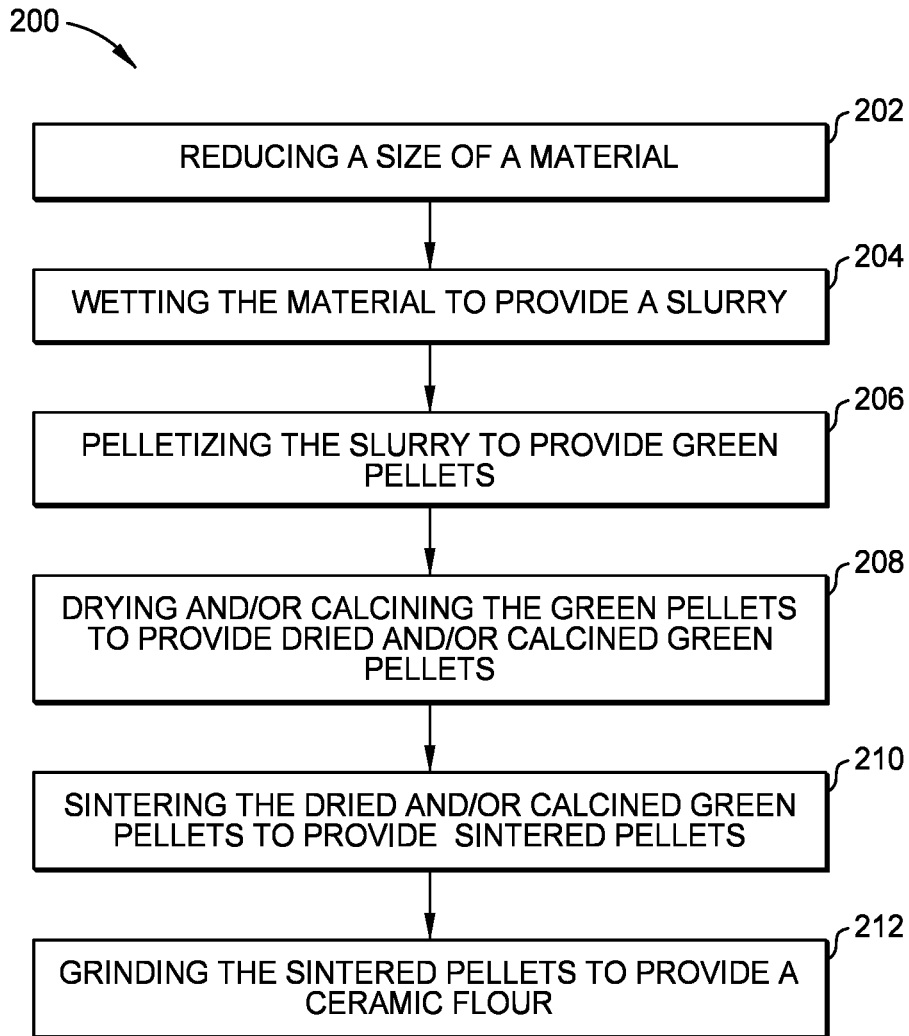 200
202
REDUCING A SIZE OF A MATERIAL
204
WETTING THE MATERIAL TO PROVIDE A SLURRY
206
PELLETIZING THE SLURRY TO PROVIDE GREEN
PELLETS
208
DRYING AND/OR CALCINING THE GREEN PELLETS
TO PROVIDE DRIED AND/OR CALCINED GREEN
PELLETS
210
SINTERING THE DRIED AND/OR CALCINED GREEN
PELLETS TO PROVIDE SINTERED PELLETS
212
GRINDING THE SINTERED PELLETS TO PROVIDE A
CERAMIC FLOUR